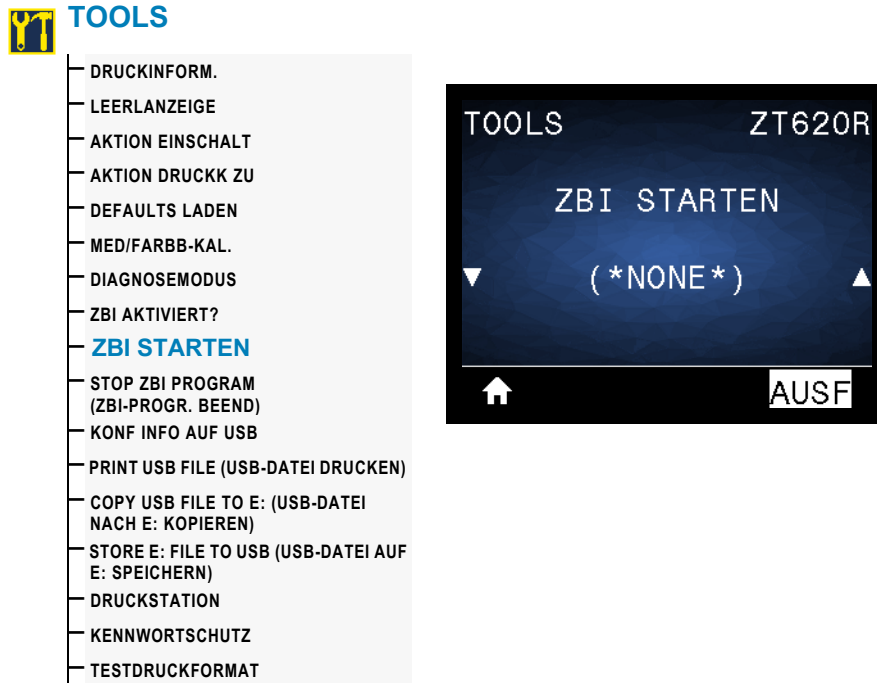 TOOLS
DRUCKINFORM.
LEERLANZEIGE
AKTION EINSCHALT
AKTION DRUCKK ZU
DEFAULTS LADEN
MED/FARBB-KAL.
DIAGNOSEMODUS
ZBI AKTIVIERT?
ZBI STARTEN
STOP ZBI PROGRAM
(ZBI-PROGR. BEEND)
KONF INFO AUF USB
PRINT USB FILE (USB-DATEI DRUCKEN)
COPY USB FILE TO E: (USB-DATEI
NACH E: KOPIEREN)
STORE E: FILE TO USB (USB-DATEI AUF
E: SPEICHERN)
DRUCKSTATION
KENNWORTSCHUTZ
TESTDRUCKFORMAT
TOOLS ZT620R
ZBI STARTEN
(*NONE*)
AUSF